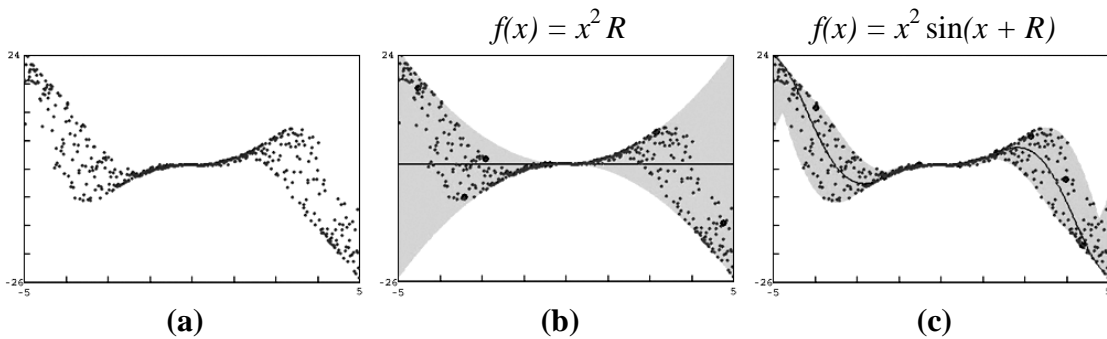 f(x) = x² R
f(x) = x² sin(x + R)
24
-26
-5
5
24
-26
-5
5
24
-26
-5
5
(a)
(b)
(c)